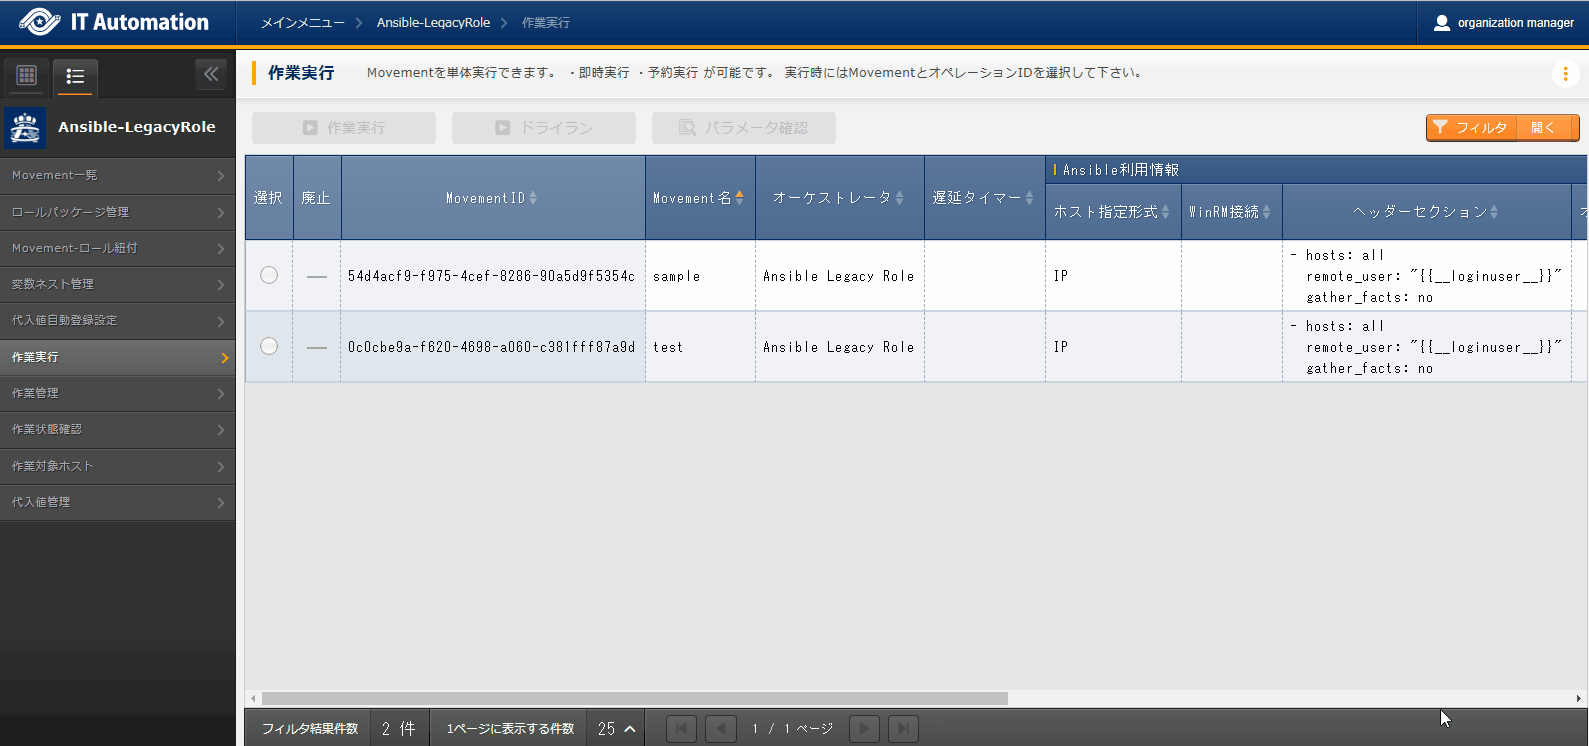 IT Automation
メインメニュー > Ansible-LegacyRole > 作業実行
organization manager
Ansible-LegacyRole
Movement一覧
ロールパッケージ管理
Movement-ロール紐付
変数ネスト管理
代入値自動登録設定
作業実行
作業管理
作業状態確認
作業対象ホスト
代入値管理
作業実行 Movementを単体実行できます。 ・即時実行 ・予約実行 が可能です。 実行時にはMovementとオペレーションIDを選択して下さい。
作業実行 ドライラン パラメータ確認 フィルタ 開く
選択 廃止 MovementID Movement名 オーケストレータ 遅延タイマー
Ansible利用情報
ホスト指定形式 WinRM接続 ヘッダーセクション
54d4acf9-f975-4cef-8286-90a5d9f5354c sample Ansible Legacy Role IP
- hosts: all
remote_user: "{{__loginuser__}}"
gather_facts: no
0c0cbe9a-f620-4698-a060-c381fff87a9d test Ansible Legacy Role IP
- hosts: all
remote_user: "{{__loginuser__}}"
gather_facts: no
フィルタ結果件数 2 件 1ページに表示する件数 25 1 / 1 ページ